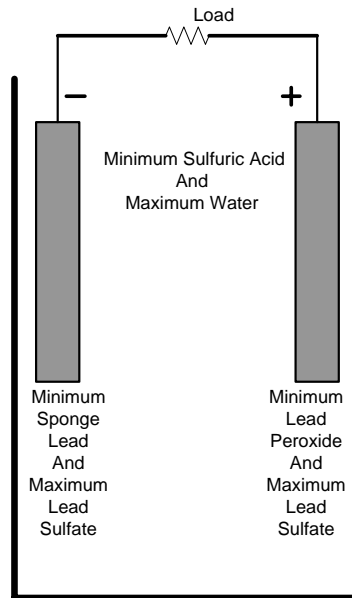 Load
−
+
Minimum Sulfuric Acid
And
Maximum Water
Minimum
Sponge
Lead
And
Maximum
Lead
Sulfate
Minimum
Lead
Peroxide
And
Maximum
Lead
Sulfate